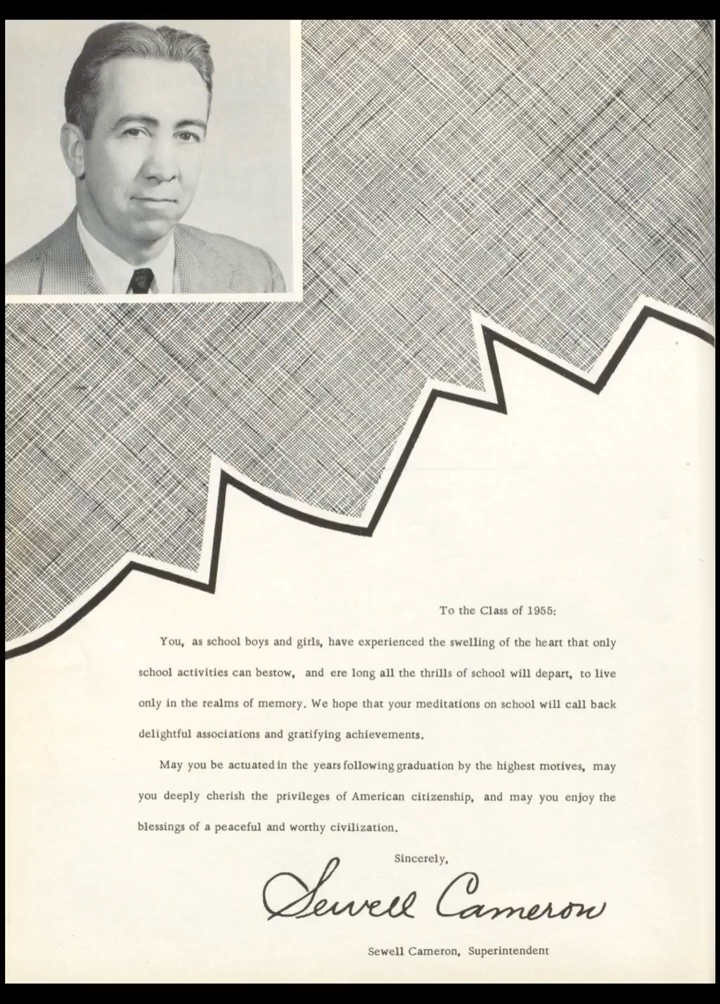 To the Class of 1955:
You, as school boys and girls, have experienced the swelling of the heart that only
school activities can bestow, and ere long all the thrills of school will depart, to live
only in the realms of memory. We hope that your meditations on school will call back
delightful associations and gratifying achievements.
May you be actuated in the years following graduation by the highest motives, may
you deeply cherish the privileges of American citizenship, and may you enjoy the
blessings of a peaceful and worthy civilization.
Sincerely,
Sewell Cameron
Sewell Cameron, Superintendent